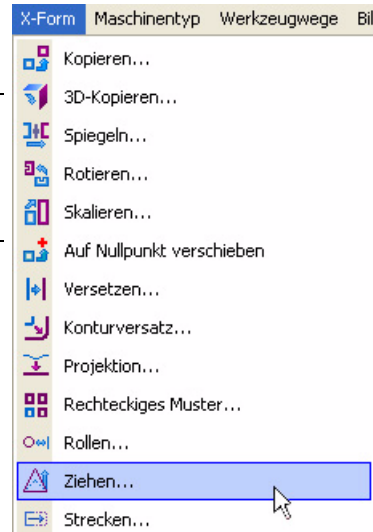 X-Form Maschinentyp Werkzeugwege Bil
Kopieren...
3D-Kopieren...
Spiegeln...
Rotieren...
Skalieren...
Auf Nullpunkt verschieben
Versetzen...
Konturversatz...
Projektion...
Rechteckiges Muster...
Rollen...
Ziehen...
Strecken...